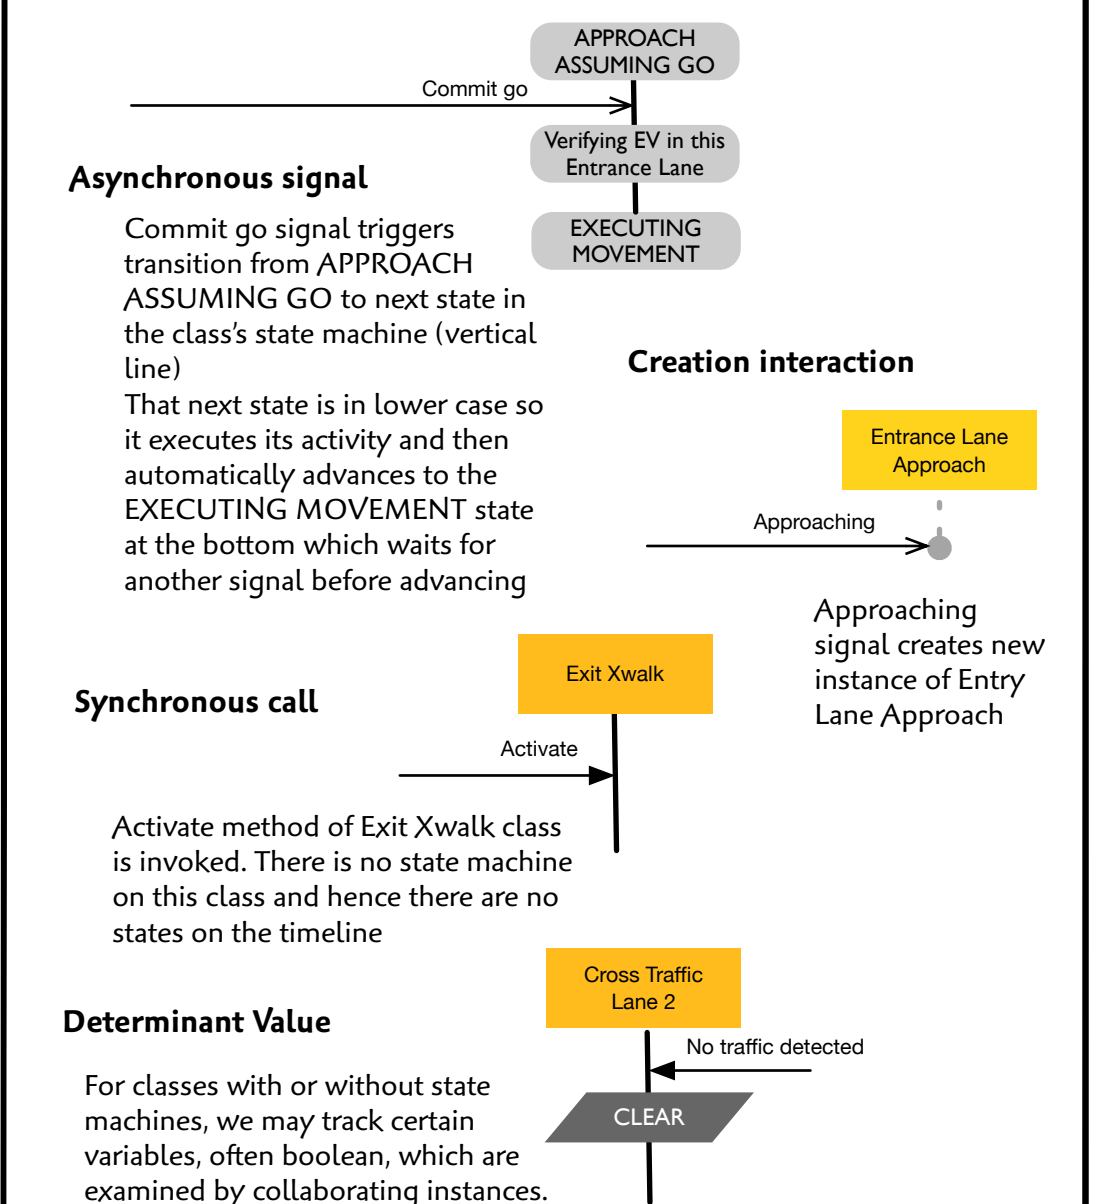 APPROACH
ASSUMING GO
Commit go
Verifying EV in this
Entrance Lane
EXECUTING
MOVEMENT
Asynchronous signal
Commit go signal triggers
transition from APPROACH
ASSUMING GO to next state in
the class's state machine (vertical
line)
That next state is in lower case so
it executes its activity and then
automatically advances to the
EXECUTING MOVEMENT state
at the bottom which waits for
another signal before advancing
Creation interaction
Entrance Lane
Approach
Approaching
Approaching
signal creates new
instance of Entry
Lane Approach
Synchronous call
Exit Xwalk
Activate
Activate method of Exit Xwalk class
is invoked. There is no state machine
on this class and hence there are no
states on the timeline
Determinant Value
Cross Traffic
Lane 2
No traffic detected
CLEAR
For classes with or without state
machines, we may track certain
variables, often boolean, which are
examined by collaborating instances.